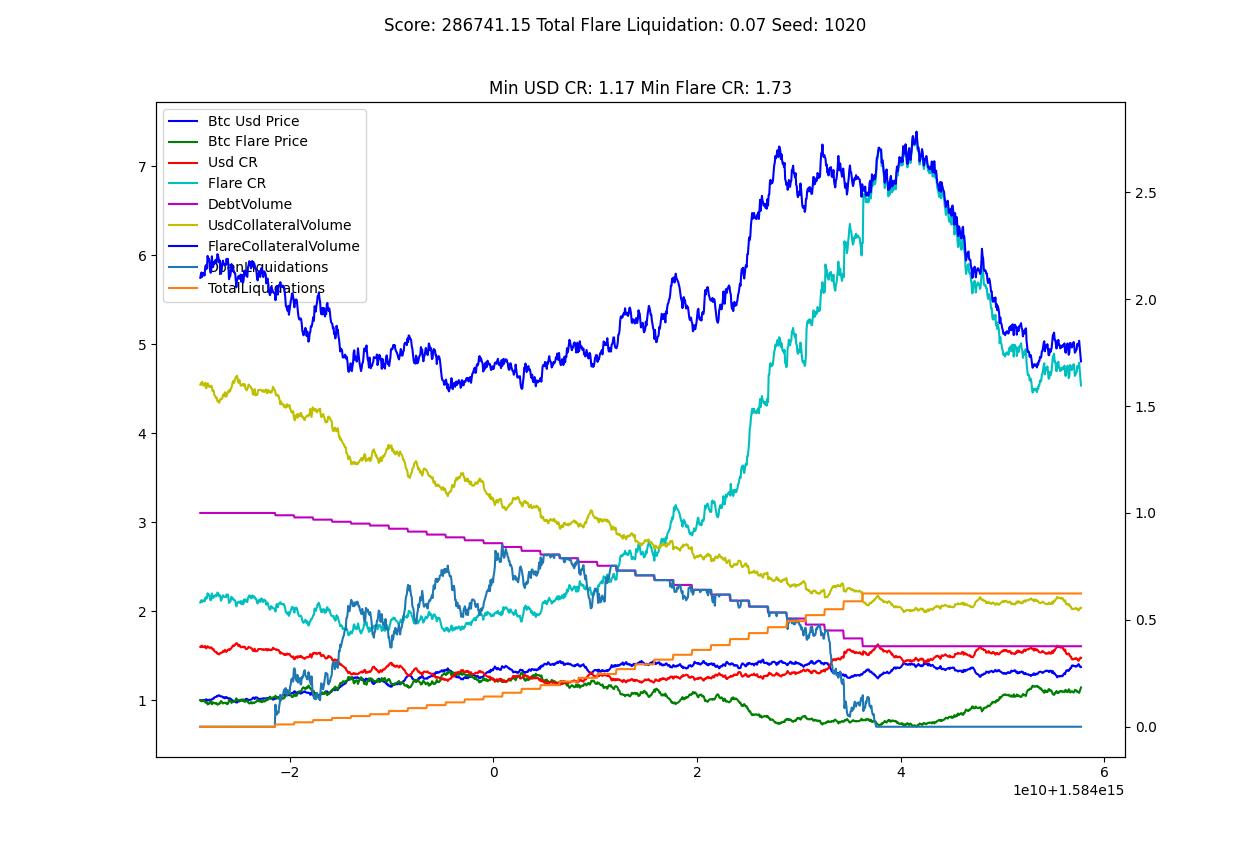 Score: 286741.15 Total Flare Liquidation: 0.07 Seed: 1020
Min USD CR: 1.17 Min Flare CR: 1.73
Btc Usd Price
Btc Flare Price
Usd CR
Flare CR
DebtVolume
UsdCollateralVolume
FlareCollateralVolume
OpenLiquidations
TotalLiquidations
7
6
5
4
3
2
1
2.5
2.0
1.5
1.0
0.5
0.0
−2
0
2
4
6
1e10+1.584e15